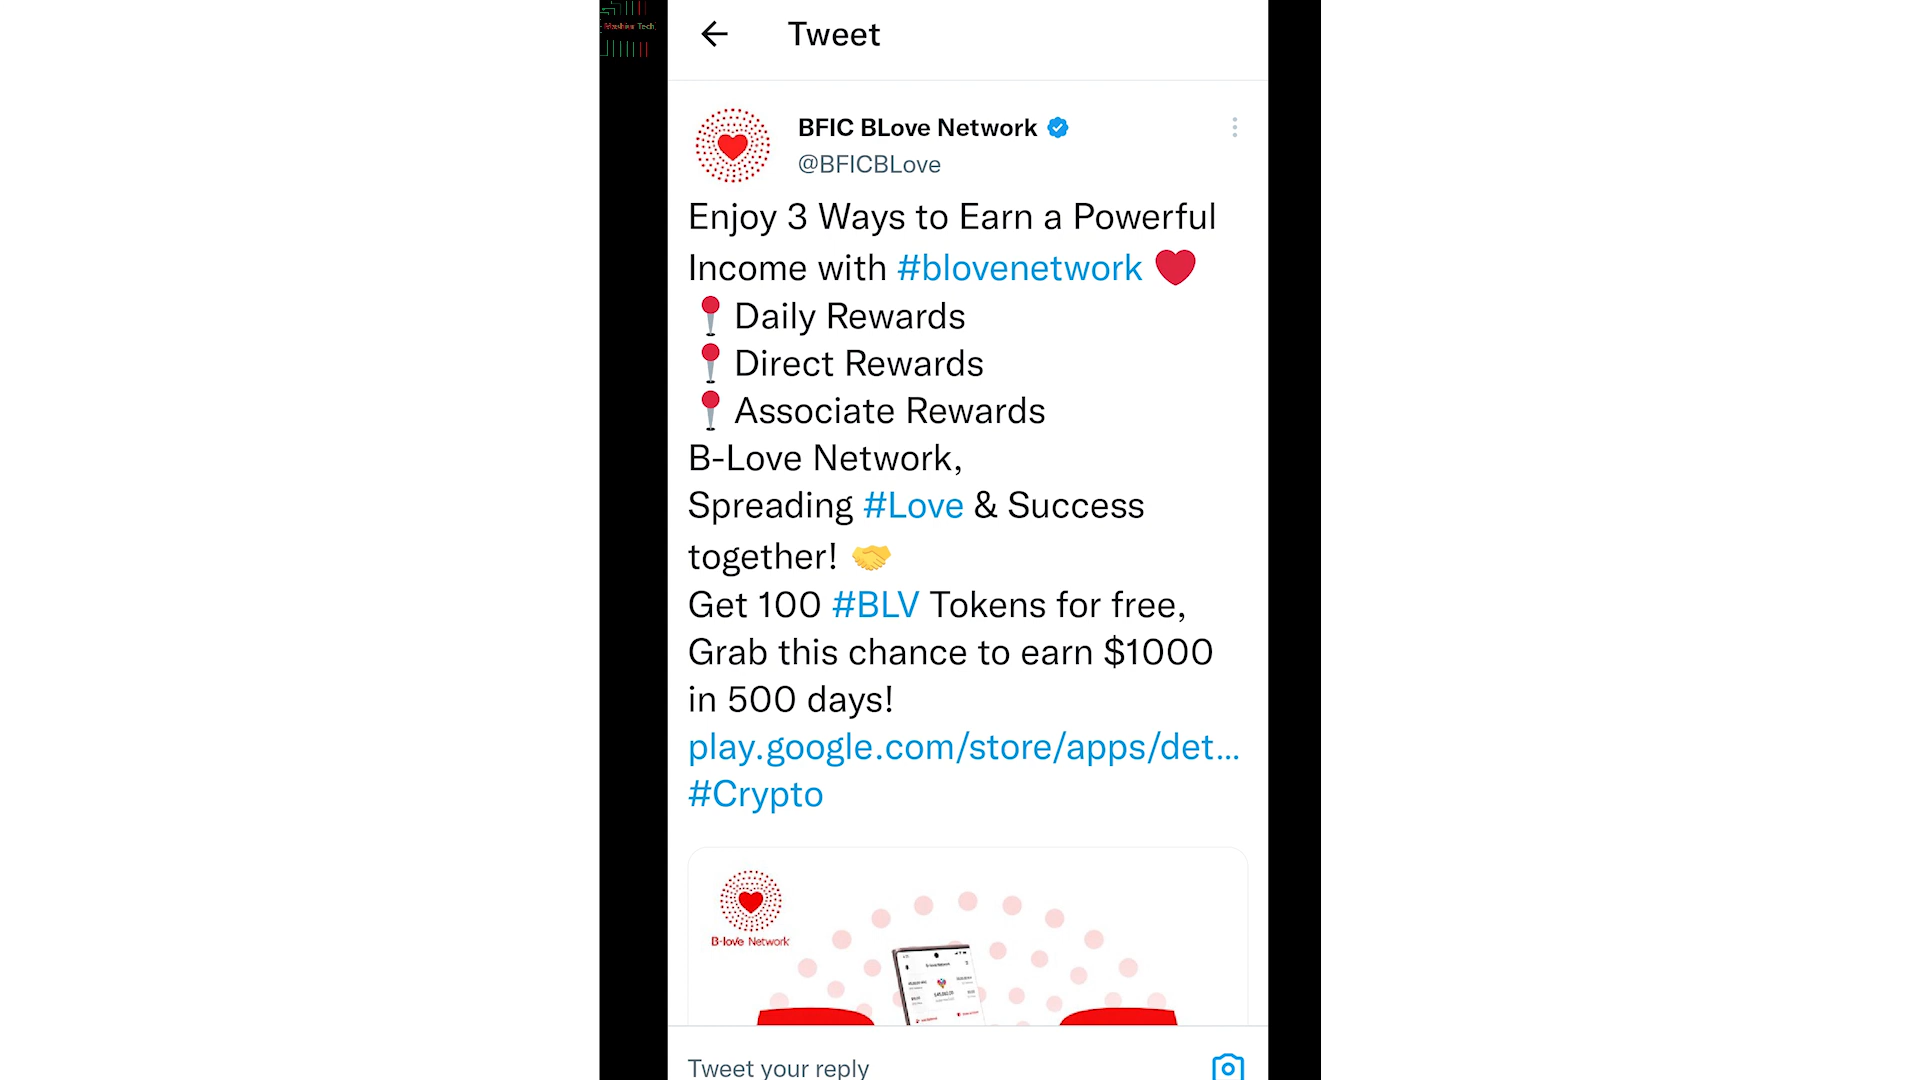 Tweet
BFIC BLove Network
@BFICBLove
Enjoy 3 Ways to Earn a Powerful
Income with #blovenetwork ❤️
📍Daily Rewards
📍Direct Rewards
📍Associate Rewards
B-Love Network,
Spreading #Love & Success
together! 🤝
Get 100 #BLV Tokens for free,
Grab this chance to earn $1000
in 500 days!
play.google.com/store/apps/det...
#Crypto
B-love Network
Tweet your reply